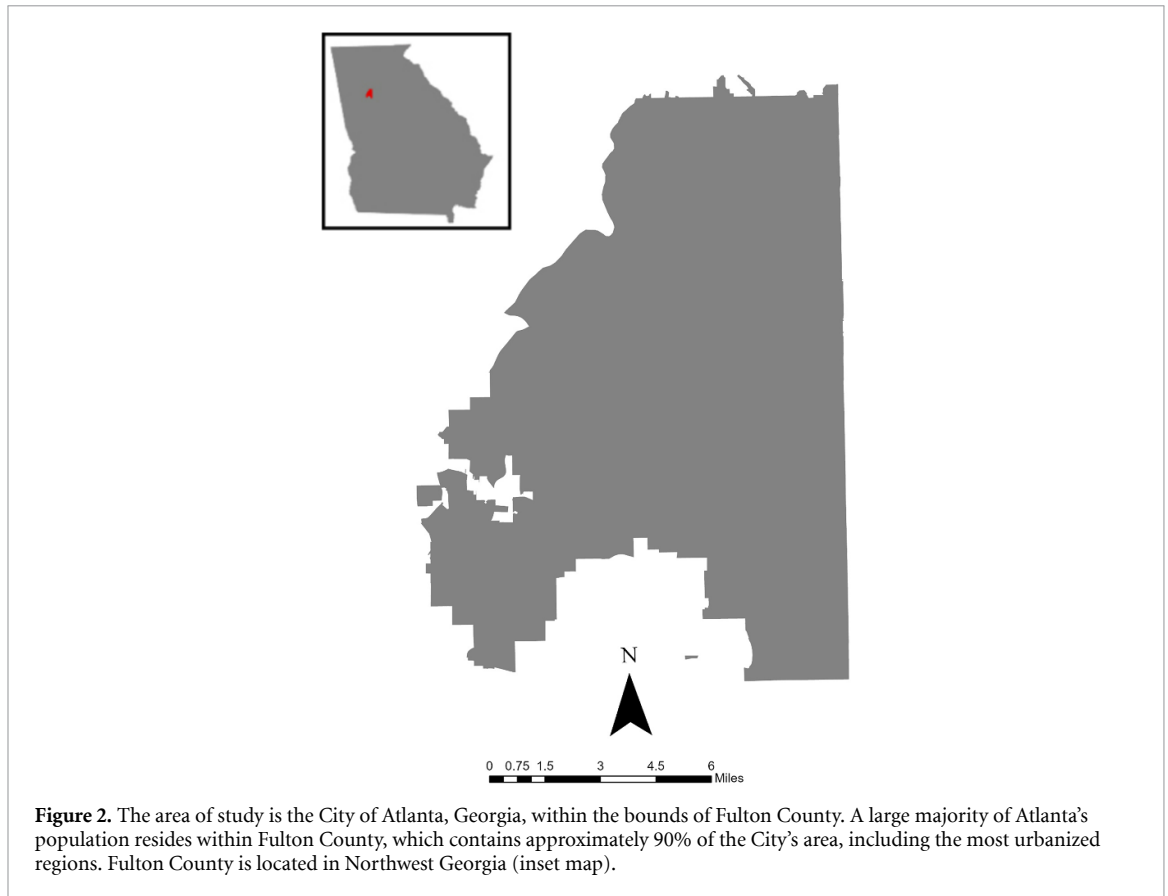 N
0 0.75 1.5 3 4.5 6
Miles
Figure 2. The area of study is the City of Atlanta, Georgia, within the bounds of Fulton County. A large majority of Atlanta's
population resides within Fulton County, which contains approximately 90% of the City's area, including the most urbanized
regions. Fulton County is located in Northwest Georgia (inset map).